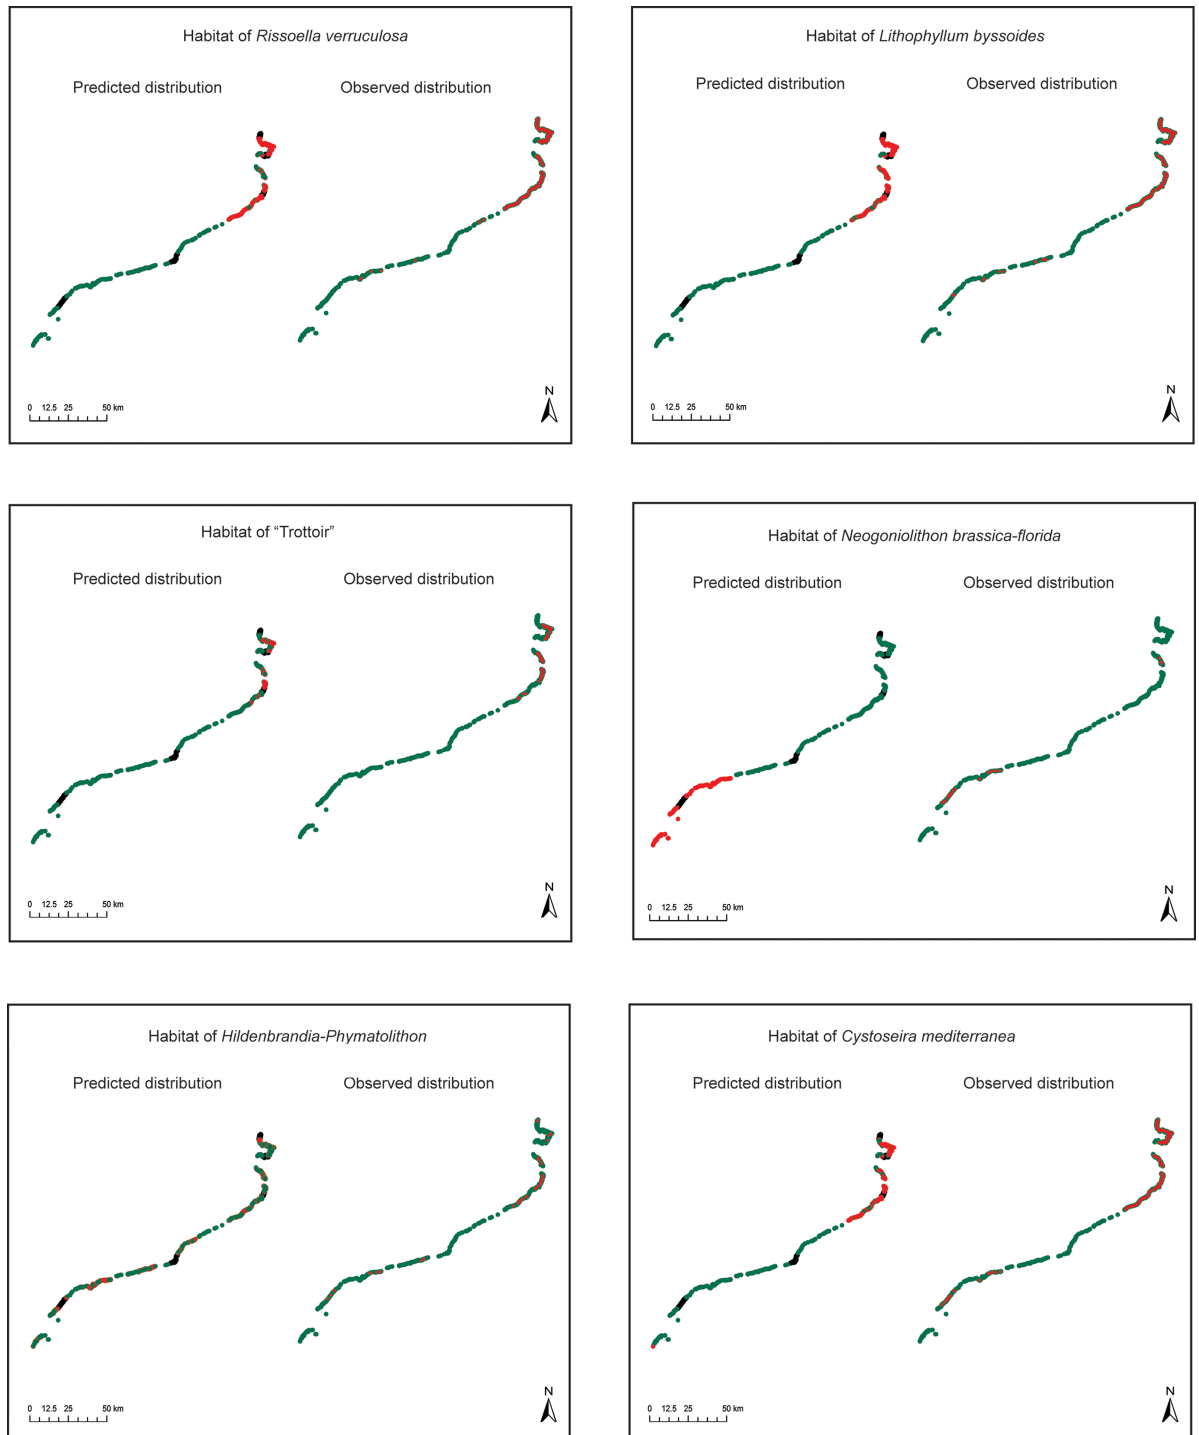 Habitat of Rissoella verruculosa
Predicted distribution Observed distribution
N
0 12.5 25 50 km
Habitat of Lithophyllum byssoides
Predicted distribution Observed distribution
N
0 12.5 25 50 km
Habitat of “Trottoir”
Predicted distribution Observed distribution
N
0 12.5 25 50 km
Habitat of Neogoniolithon brassica-florida
Predicted distribution Observed distribution
N
0 12.5 25 50 km
Habitat of Hildenbrandia-Phymatolithon
Predicted distribution Observed distribution
N
0 12.5 25 50 km
Habitat of Cystoseira mediterranea
Predicted distribution Observed distribution
N
0 12.5 25 50 km